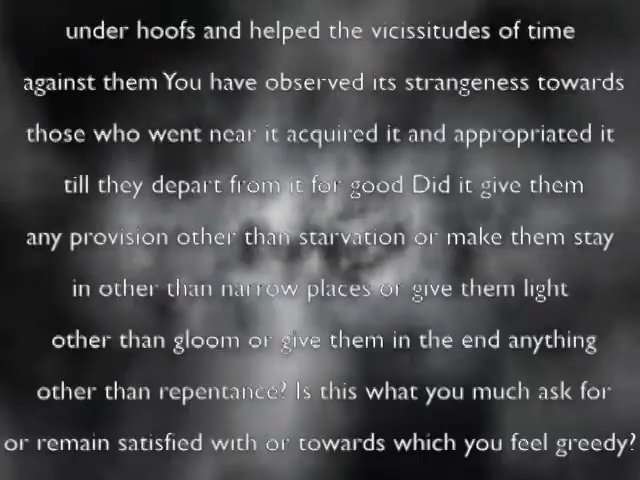 under hoofs and helped the vicissitudes of time
against them You have observed its strangeness towards
those who went near it acquired it and appropriated it
till they depart from it for good Did it give them
any provision other than starvation or make them stay
in other than narrow places or give them light
other than gloom or give them in the end anything
other than repentance? Is this what you much ask for
or remain satisfied with or towards which you feel greedy?